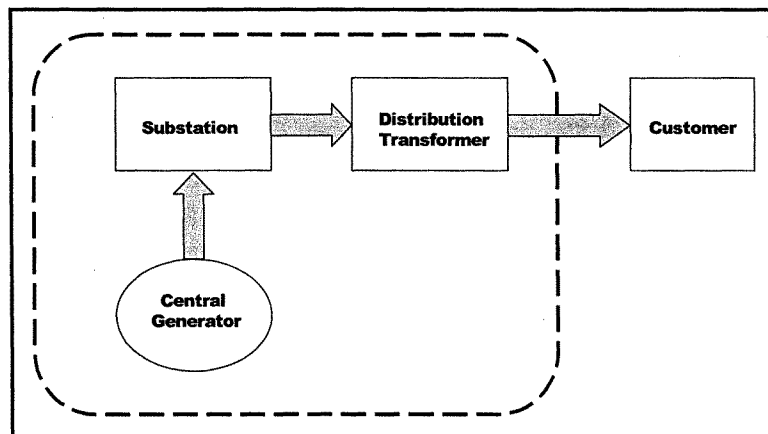 Substation
Distribution
Transformer
Customer
Central
Generator